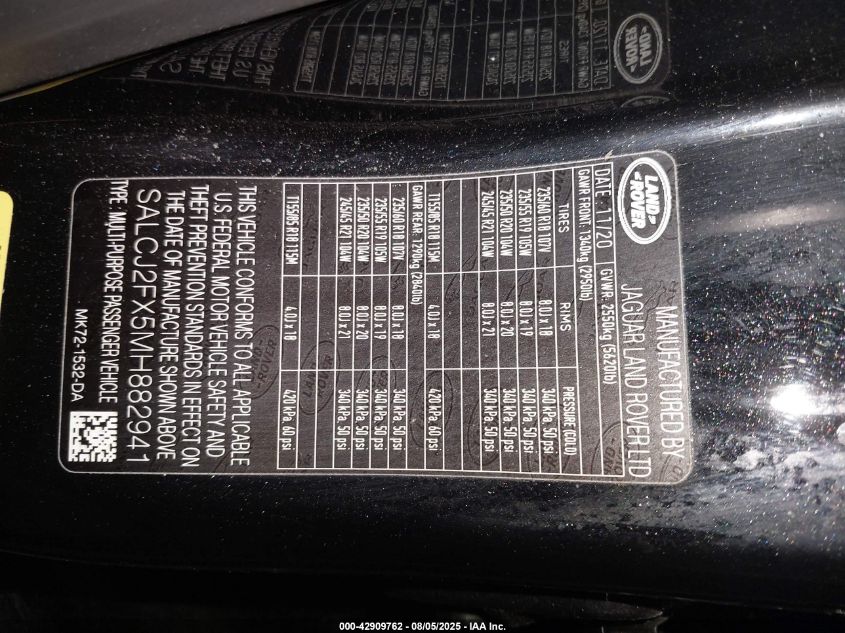 LAND-
ROVER
MANUFACTURED BY
JAGUAR LAND ROVER LTD
DATE: 11/20 GVWR: 2550kg (5620lb)
GAWR FRONT: 1340kg (2950lb)
TIRES RIMS PRESSURE (COLD)
235/60 R18 107V 8.0J x 18 340 kPa, 50 psi
235/55 R19 105W 8.0J x 19 340 kPa, 50 psi
235/50 R20 104W 8.0J x 20 340 kPa, 50 psi
245/45 R21 104W 8.0J x 21 340 kPa, 50 psi
T155/85 R18 115M 4.0J x 18 420 kPa, 60 psi
GAWR REAR: 1290kg (2840lb)
235/60 R18 107V 8.0J x 18 340 kPa, 50 psi
235/55 R19 105W 8.0J x 19 340 kPa, 50 psi
235/50 R20 104W 8.0J x 20 340 kPa, 50 psi
245/45 R21 104W 8.0J x 21 340 kPa, 50 psi
T155/85 R18 115M 4.0J x 18 420 kPa, 60 psi
THIS VEHICLE CONFORMS TO ALL APPLICABLE
U.S. FEDERAL MOTOR VEHICLE SAFETY AND
THEFT PREVENTION STANDARDS IN EFFECT ON
THE DATE OF MANUFACTURE SHOWN ABOVE
SALCJ2FX5MH882941
TYPE: MULTI-PURPOSE PASSENGER VEHICLE
MK72-1532-DA
000-42909762 - 08/05/2025 - IAA Inc.